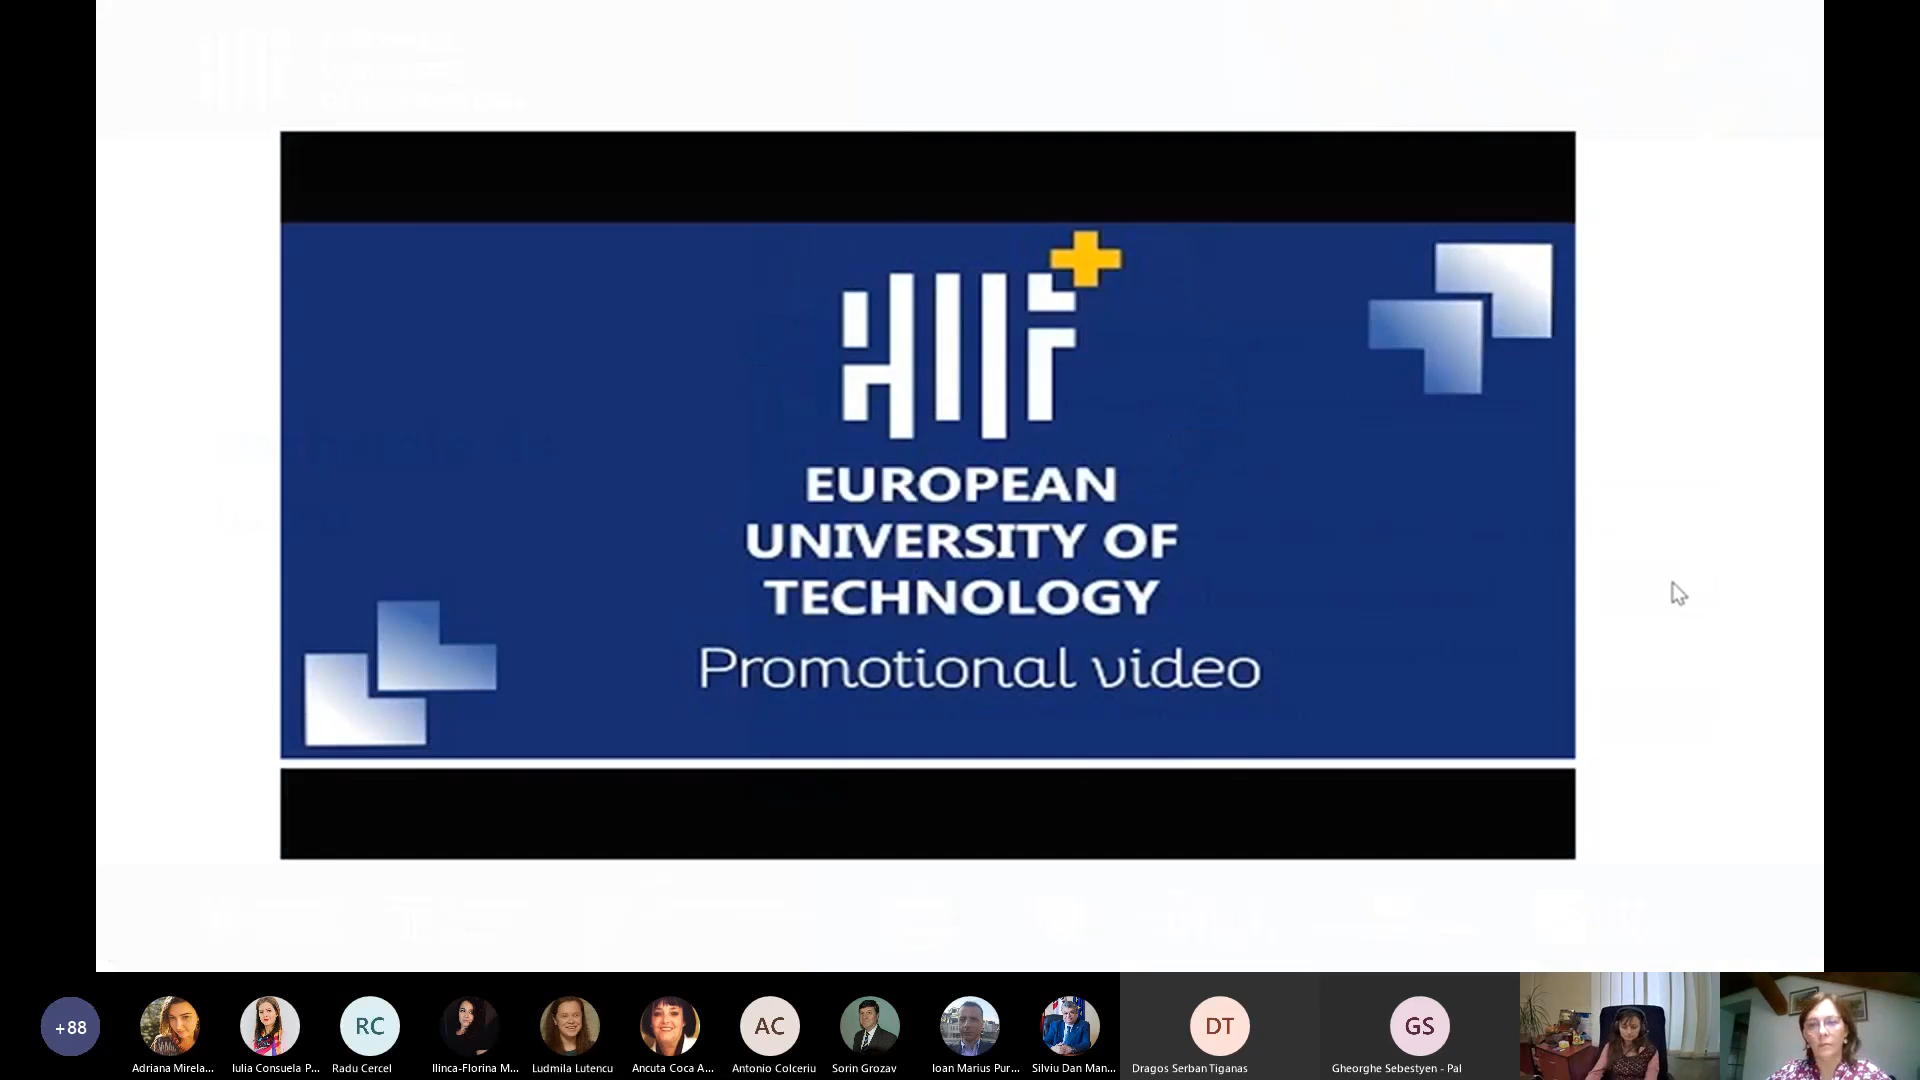 EUROPEAN
UNIVERSITY OF
TECHNOLOGY
Promotional video
+88
RC
AC
DT
GS
Adriana Mirela...
Iulia Consuela P...
Radu Cercel
Ilinca-Florina M...
Ludmila Lutencu
Ancuta Coca A...
Antonio Colceriu
Sorin Grozav
Ioan Marius Pur...
Silviu Dan Man...
Dragos Serban Tiganas
Gheorghe Sebestyen - Pal